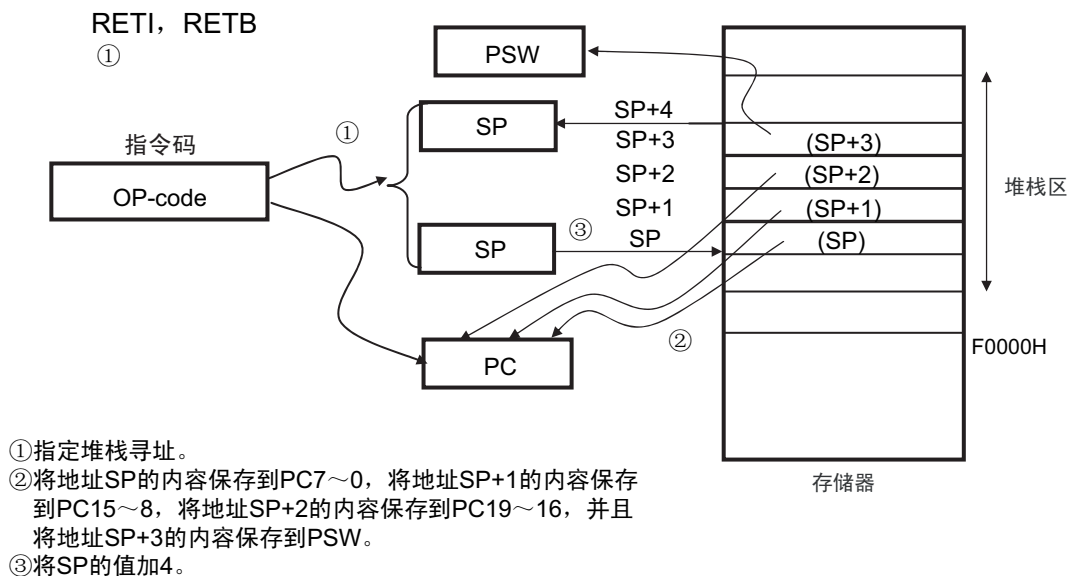 RETI，RETB
①
PSW
SP+4
SP
①
SP+3
(SP+3)
指令码
SP+2
(SP+2)
堆栈区
OP-code
SP+1
(SP+1)
③
SP
SP
(SP)
②
F0000H
PC
存储器
①指定堆栈寻址。
②将地址SP的内容保存到PC7～0，将地址SP+1的内容保存
到PC15～8，将地址SP+2的内容保存到PC19～16，并且
将地址SP+3的内容保存到PSW。
③将SP的值加4。